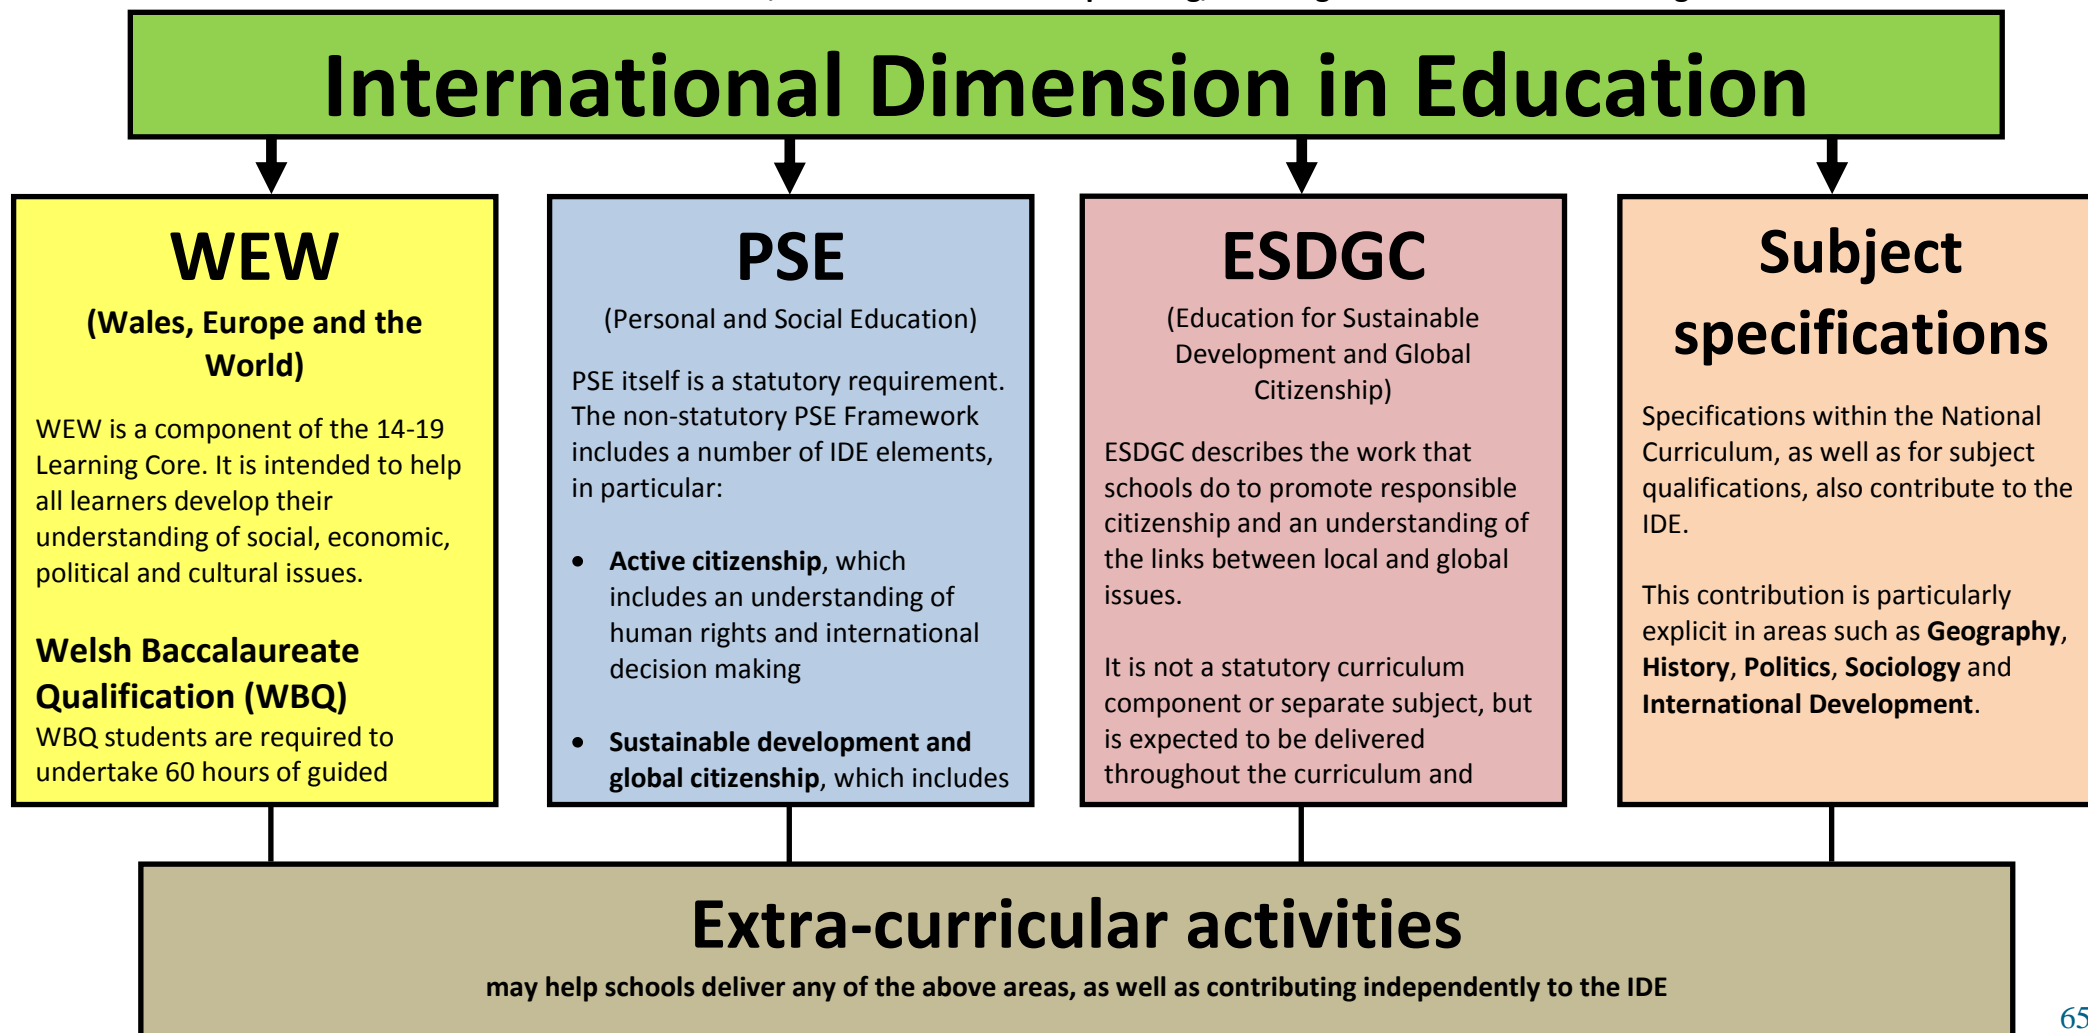 International Dimension in Education
WEW
(Wales, Europe and the
World)
WEW is a component of the 14-19
Learning Core. It is intended to help
all learners develop their
understanding of social, economic,
political and cultural issues.
Welsh Baccalaureate
Qualification (WBQ)
WBQ students are required to
undertake 60 hours of guided
PSE
(Personal and Social Education)
PSE itself is a statutory requirement.
The non-statutory PSE Framework
includes a number of IDE elements,
in particular:
• Active citizenship, which
includes an understanding of
human rights and international
decision making
• Sustainable development and
global citizenship, which includes
ESDGC
(Education for Sustainable
Development and Global
Citizenship)
ESDGC describes the work that
schools do to promote responsible
citizenship and an understanding of
the links between local and global
issues.
It is not a statutory curriculum
component or separate subject, but
is expected to be delivered
throughout the curriculum and
Subject
specifications
Specifications within the National
Curriculum, as well as for subject
qualifications, also contribute to the
IDE.
This contribution is particularly
explicit in areas such as Geography,
History, Politics, Sociology and
International Development.
Extra-curricular activities
may help schools deliver any of the above areas, as well as contributing independently to the IDE
65